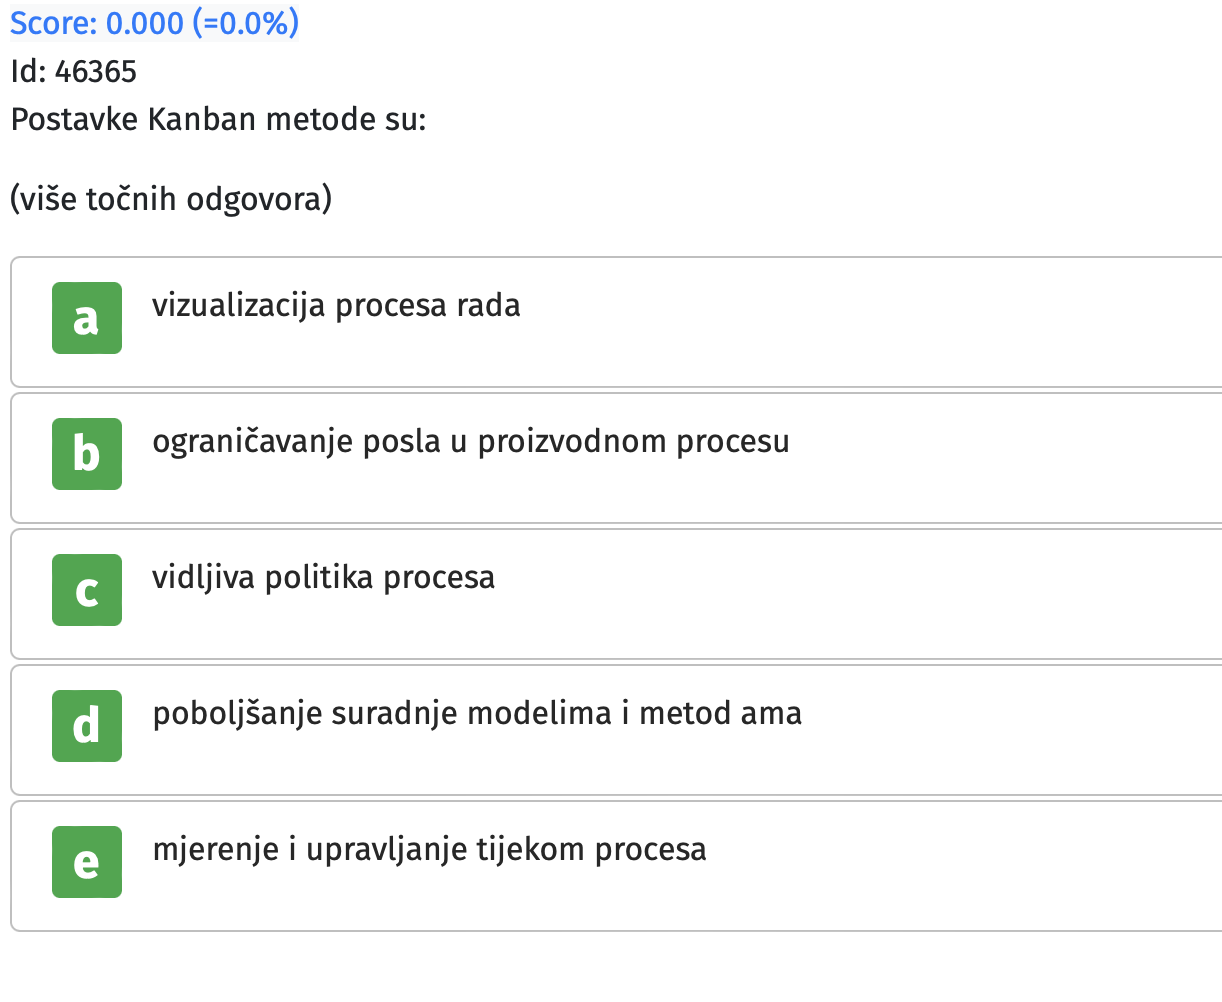 Score: 0.000 (=0.0%)
Id: 46365
Postavke Kanban metode su:
(više točnih odgovora)
a vizualizacija procesa rada
b ograničavanje posla u proizvodnom procesu
c vidljiva politika procesa
d poboljšanje suradnje modelima i metod ama
e mjerenje i upravljanje tijekom procesa